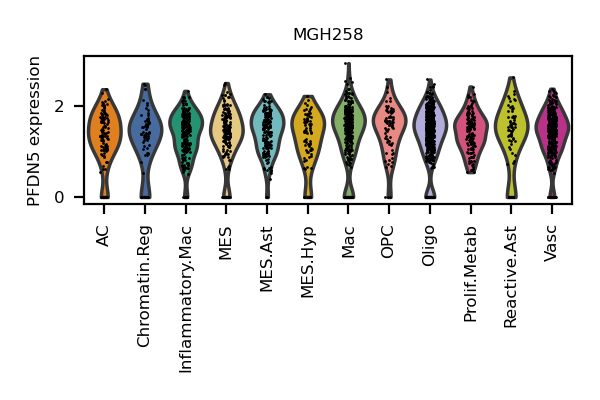 MGH258
PFDN5 expression
2
0
AC
Chromatin.Reg
Inflammatory.Mac
MES
MES.Ast
MES.Hyp
Mac
OPC
Oligo
Prolif.Metab
Reactive.Ast
Vasc